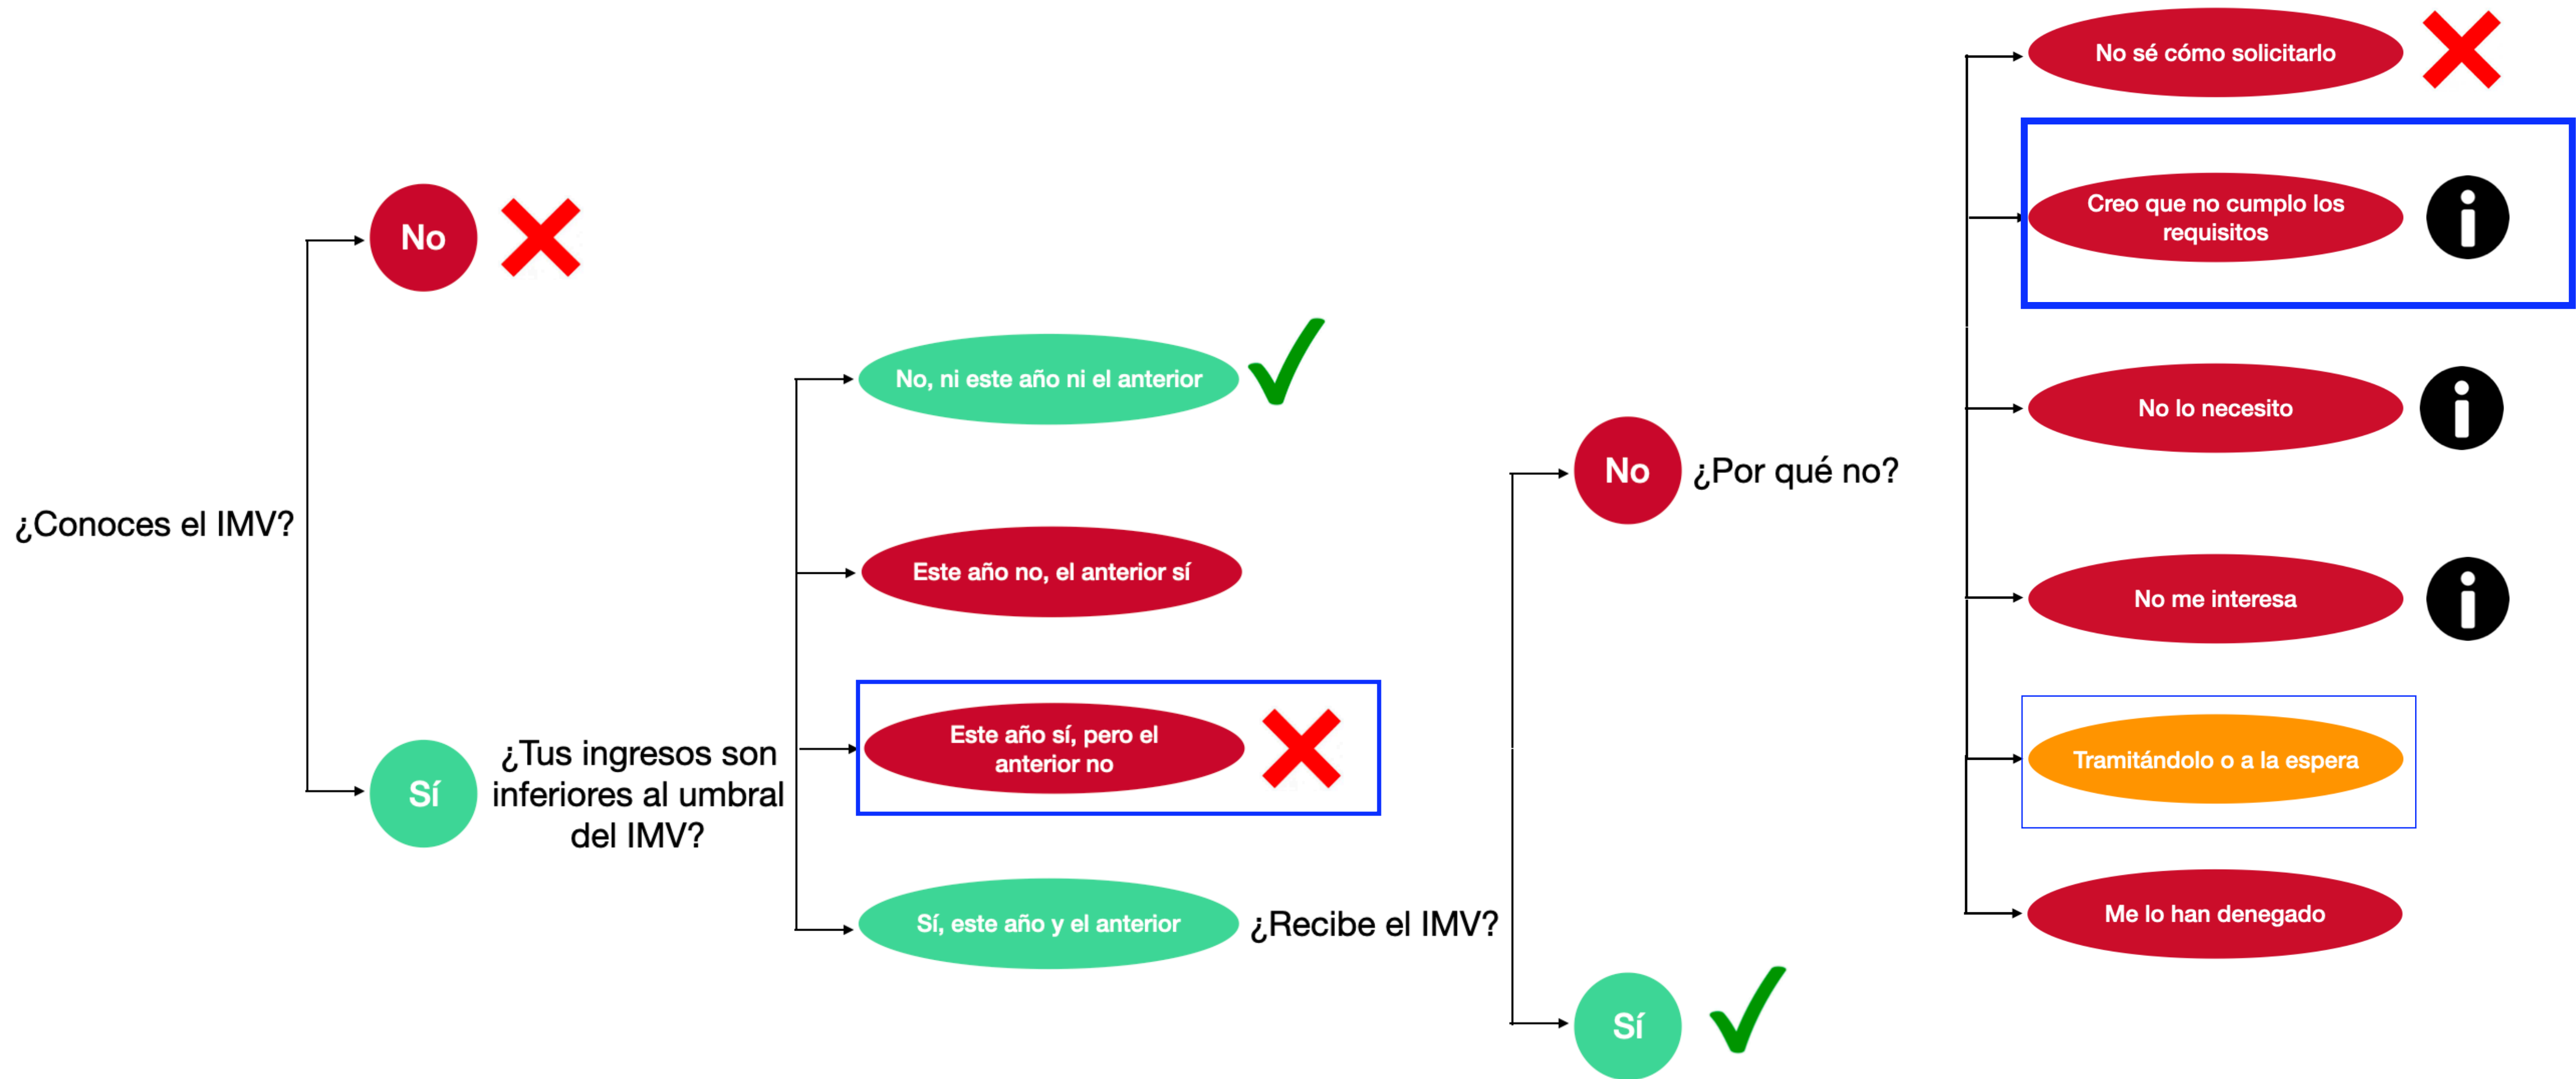 ¿Conoces el IMV?
No
Sí
¿Tus ingresos son
inferiores al umbral
del IMV?
No, ni este año ni el anterior
Este año no, el anterior sí
Este año sí, pero el
anterior no
Sí, este año y el anterior
¿Recibe el IMV?
No
¿Por qué no?
Sí
No sé cómo solicitarlo
Creo que no cumplo los
requisitos
No lo necesito
No me interesa
Tramitándolo o a la espera
Me lo han denegado